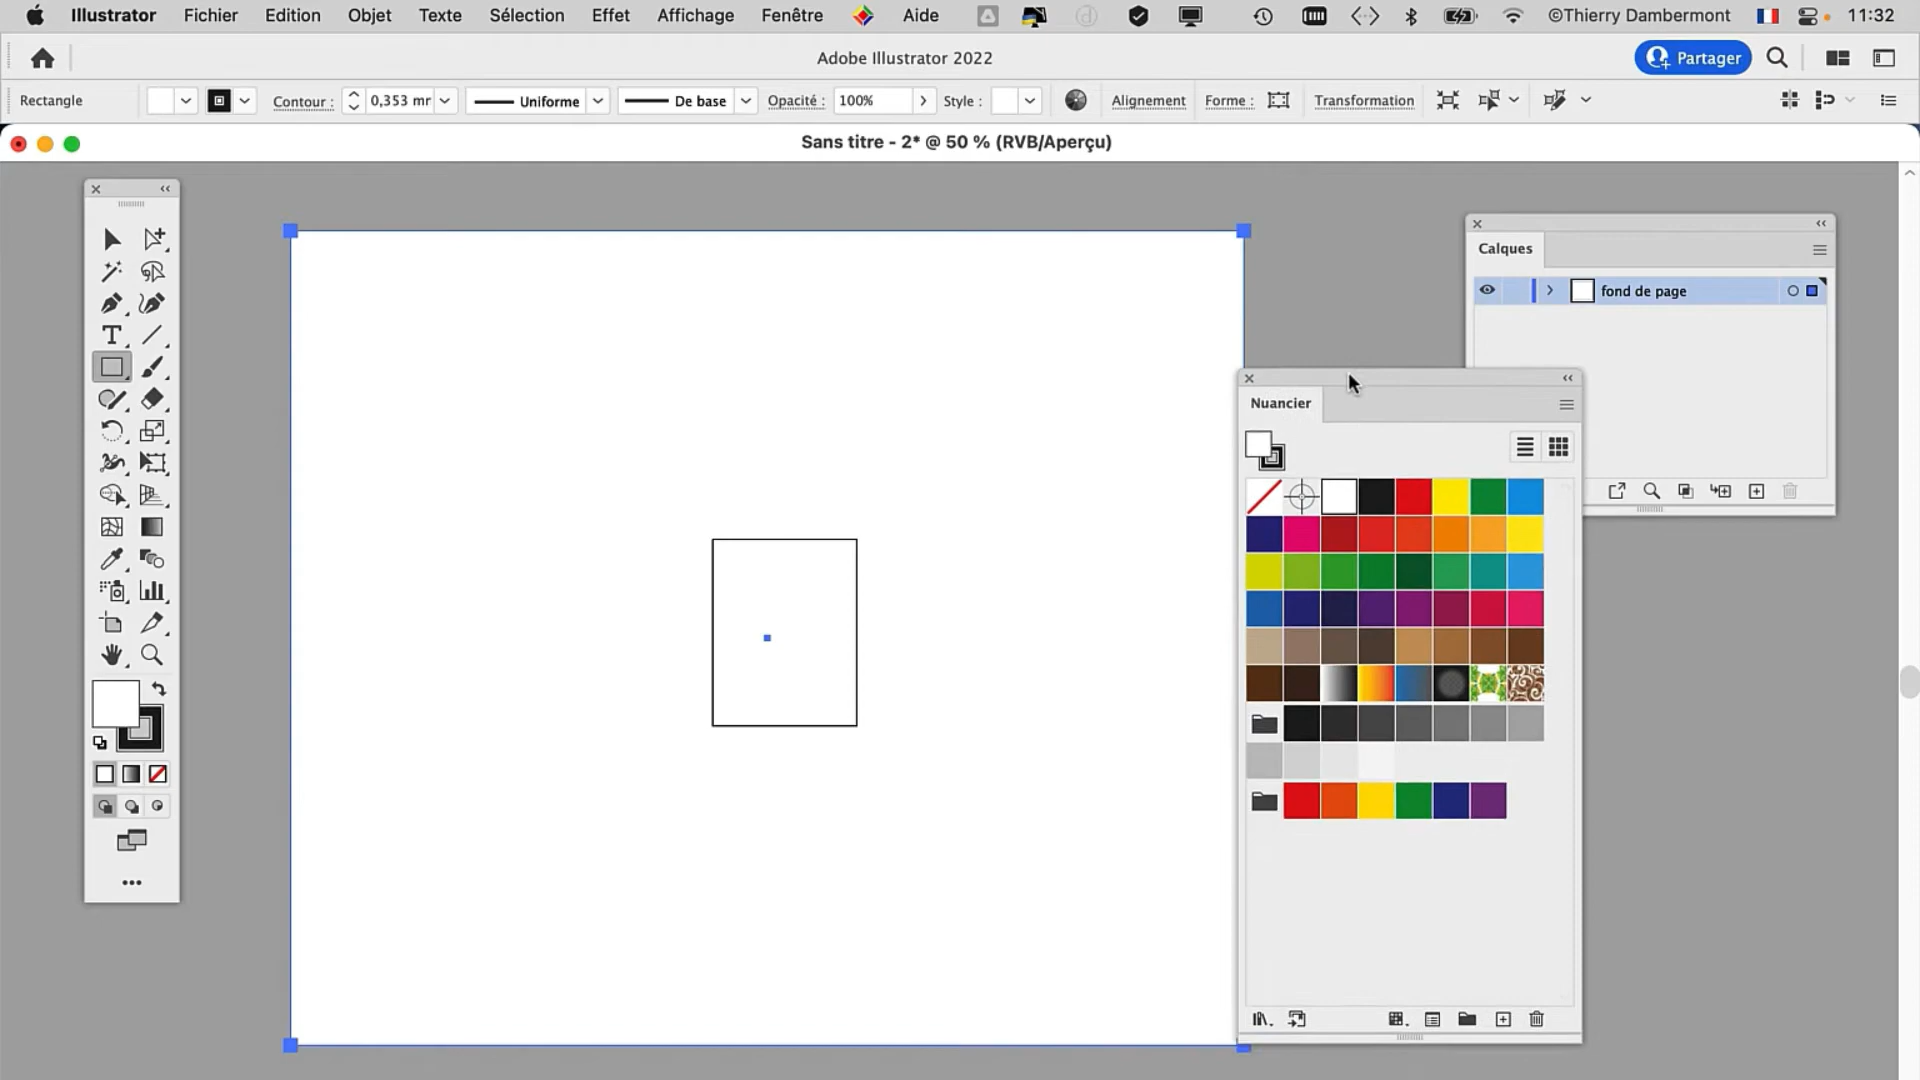 Illustrator Fichier Edition Objet Texte Sélection Effet Affichage Fenêtre Aide ©Thierry Dambermont 11:32
Adobe Illustrator 2022
Partager
Rectangle Contour : 0,353 mr Uniforme De base Opacité : 100% Style : Alignement Forme : Transformation
Sans titre - 2* @ 50 % (RVB/Aperçu)
Calques
fond de page
Nuancier